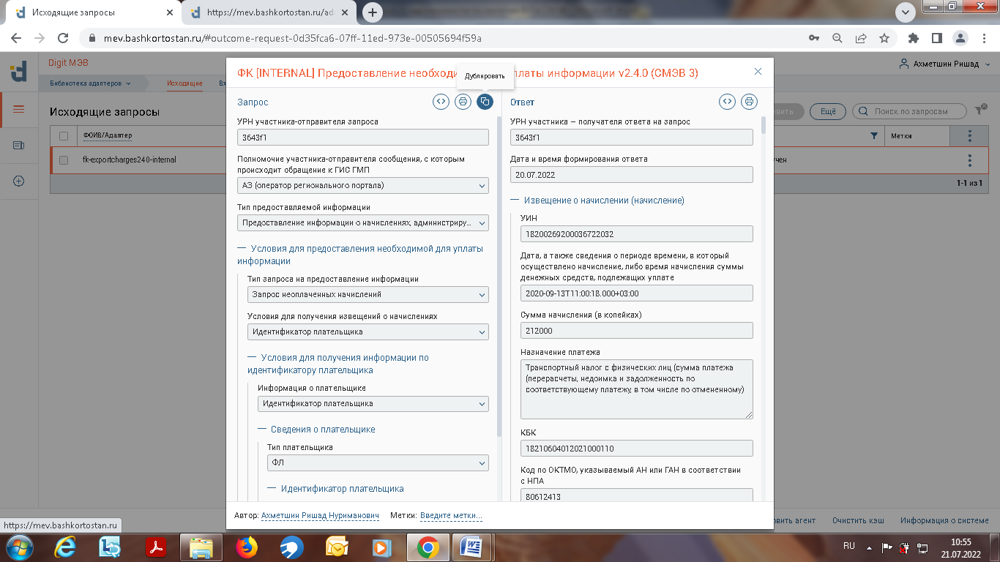 Исходящие запросы
https://mev.bashkortostan.ru/ada
mev.bashkortostan.ru/#outcome-request-0d35fca6-07ff-11ed-973e-00505694f59a
Digit МЭВ
Ахметшин Ришад
Библиотека адаптеров
Исходящие
Вх
Исходящие запросы
вить
Ещё
Поиск по запросам
ФОИВ/Адаптер
Метки
fk-exportcharges240-internal
учен
1-1 из 1
ФК [INTERNAL] Предоставление необходи
платы информации v2.4.0 (СМЭВ 3)
Дублировать
Запрос
УРН участника-отправителя запроса
3643f1
Полномочие участника-отправителя сообщения, с которым
происходит обращение к ГИС ГМП
АЗ (оператор регионального портала)
Тип предоставляемой информации
Предоставление информации о начислениях, администриру...
— Условия для предоставления необходимой для уплаты
информации
Тип запроса на предоставление информации
Запрос неоплаченных начислений
Условия для получения извещений о начислениях
Идентификатор плательщика
— Условия для получения информации по
идентификатору плательщика
Информация о плательщике
Идентификатор плательщика
— Сведения о плательщике
Тип плательщика
ФЛ
— Идентификатор плательщика
Ответ
УРН участника – получателя ответа на запрос
3643f1
Дата и время формирования ответа
20.07.2022
— Извещение о начислении (начисление)
УИН
18200269200036722032
Дата, а также сведения о периоде времени, в который
осуществлено начисление, либо время начисления суммы
денежных средств, подлежащих уплате
2020-09-13T11:00:18.000+03:00
Сумма начисления (в копейках)
212000
Назначение платежа
Транспортный налог с физических лиц (сумма платежа
(перерасчеты, недоимка и задолженность по
соответствующему платежу, в том числе по отмененному)
КБК
18210604012021000110
Код по ОКТМО, указываемый АН или ГАН в соответствии
с НПА
80612413
Автор: Ахметшин Ришад Нуриманович
Метки: Введите метки...
https://mev.bashkortostan.ru
овить агент
Очистить кэш
Информация о системе
RU
10:55
21.07.2022